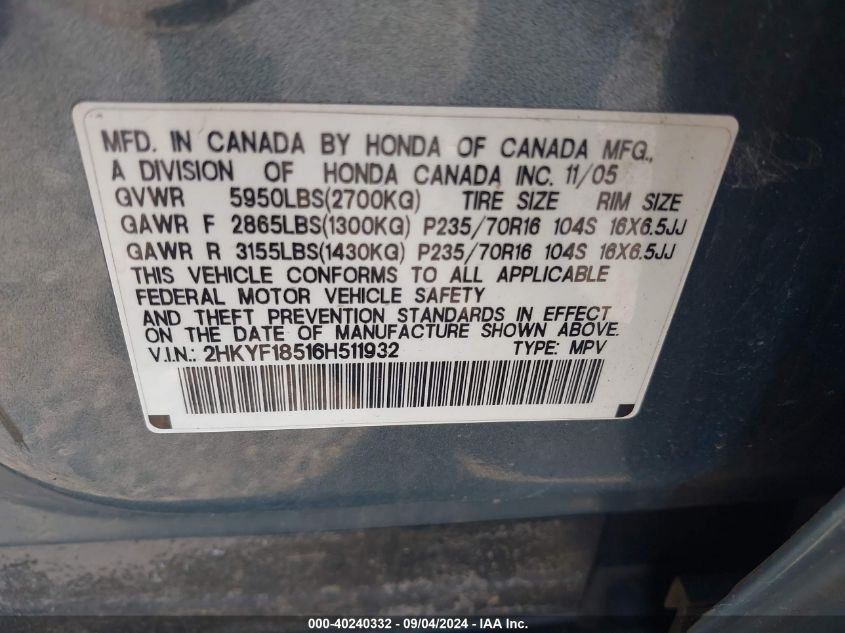 MFD. IN CANADA BY HONDA OF CANADA MFG.,
A DIVISION OF HONDA CANADA INC. 11/05
GVWR 5950LBS(2700KG) TIRE SIZE RIM SIZE
GAWR F 2865LBS(1300KG) P235/70R16 104S 16X6.5JJ
GAWR R 3155LBS(1430KG) P235/70R16 104S 16X6.5JJ
THIS VEHICLE CONFORMS TO ALL APPLICABLE
FEDERAL MOTOR VEHICLE SAFETY
AND THEFT PREVENTION STANDARDS IN EFFECT
ON THE DATE OF MANUFACTURE SHOWN ABOVE.
V.I.N.: 2HKYF18516H511932 TYPE: MPV
000-40240332 - 09/04/2024 - IAA, Inc.